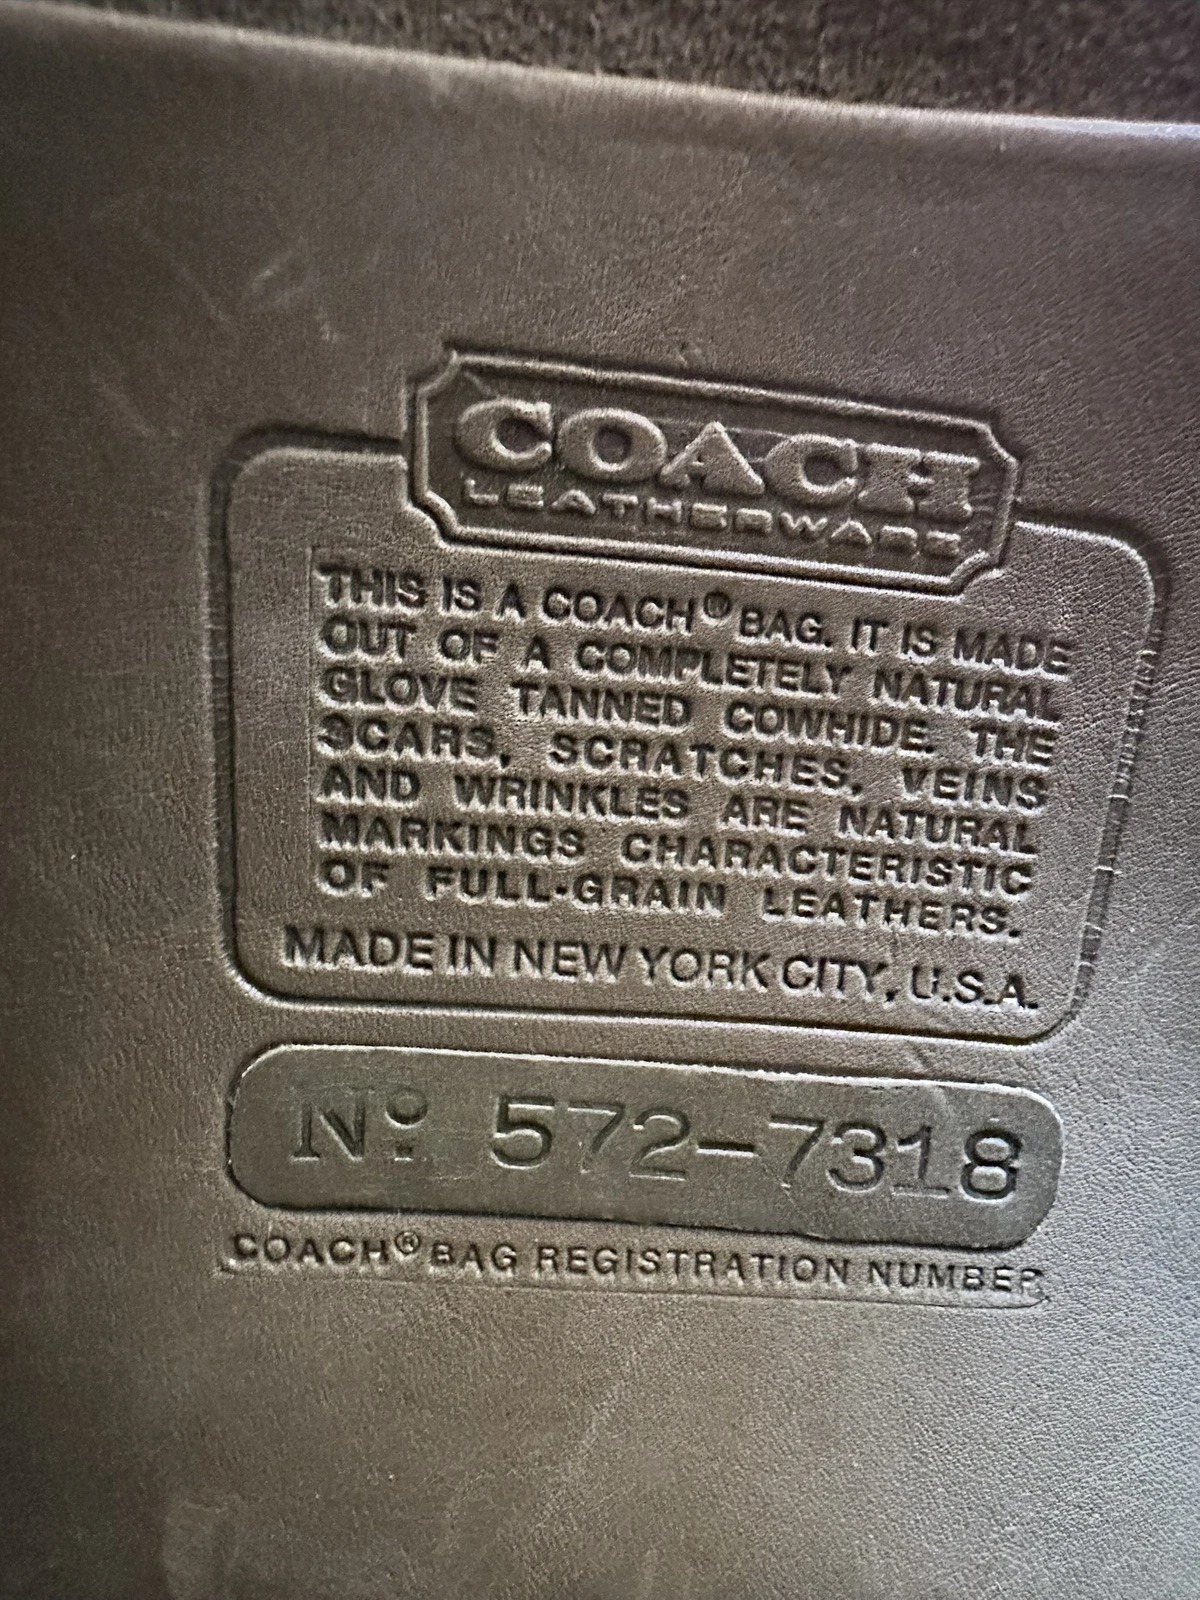 COACH
LEATHERWARE
THIS IS A COACH® BAG. IT IS MADE
OUT OF A COMPLETELY NATURAL
GLOVE TANNED COWHIDE. THE
SCARS, SCRATCHES, VEINS
AND WRINKLES ARE NATURAL
MARKINGS CHARACTERISTIC
OF FULL-GRAIN LEATHERS.
MADE IN NEW YORK CITY, U.S.A.
Nº 572-7318
COACH® BAG REGISTRATION NUMBER